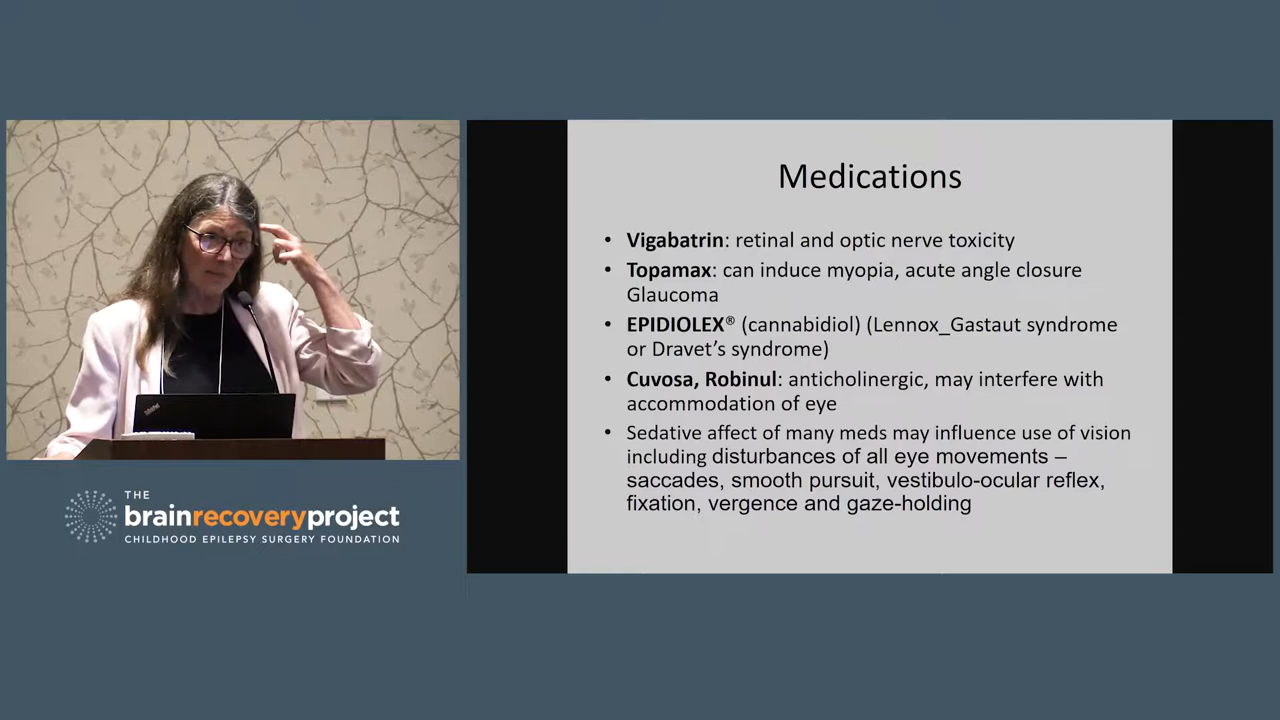 Medications
• Vigabatrin: retinal and optic nerve toxicity
• Topamax: can induce myopia, acute angle closure
Glaucoma
• EPIDIOLEX® (cannabidiol) (Lennox_Gastaut syndrome
or Dravet's syndrome)
• Cuvosa, Robinul: anticholinergic, may interfere with
accommodation of eye
• Sedative affect of many meds may influence use of vision
including disturbances of all eye movements –
saccades, smooth pursuit, vestibulo-ocular reflex,
fixation, vergence and gaze-holding
THE
brainrecoveryproject
CHILDHOOD EPILEPSY SURGERY FOUNDATION